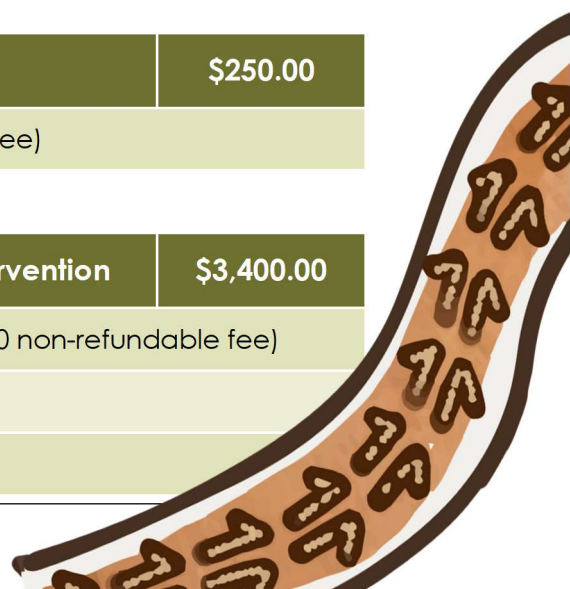 $250.00
ee)
rvention $3,400.00
0 non-refundable fee)